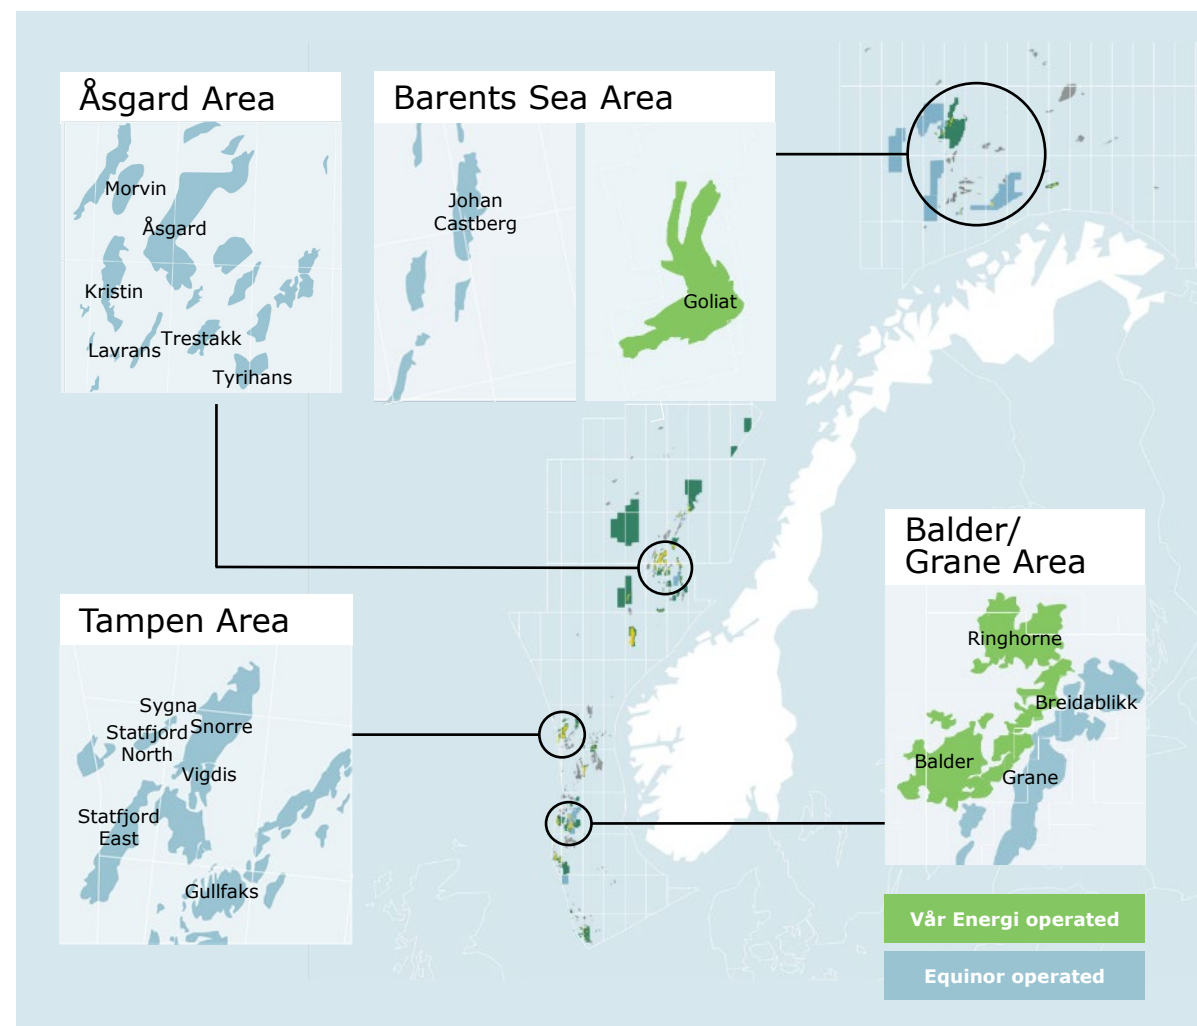 Åsgard Area
Morvin
Åsgard
Kristin
Lavrans
Trestakk
Tyrihans
Barents Sea Area
Johan
Castberg
Goliat
Tampen Area
Sygna
Statfjord
North
Snorre
Vigdis
Statfjord
East
Gullfaks
Balder/
Grane Area
Ringhorne
Breidablikk
Balder
Grane
Vår Energi operated
Equinor operated